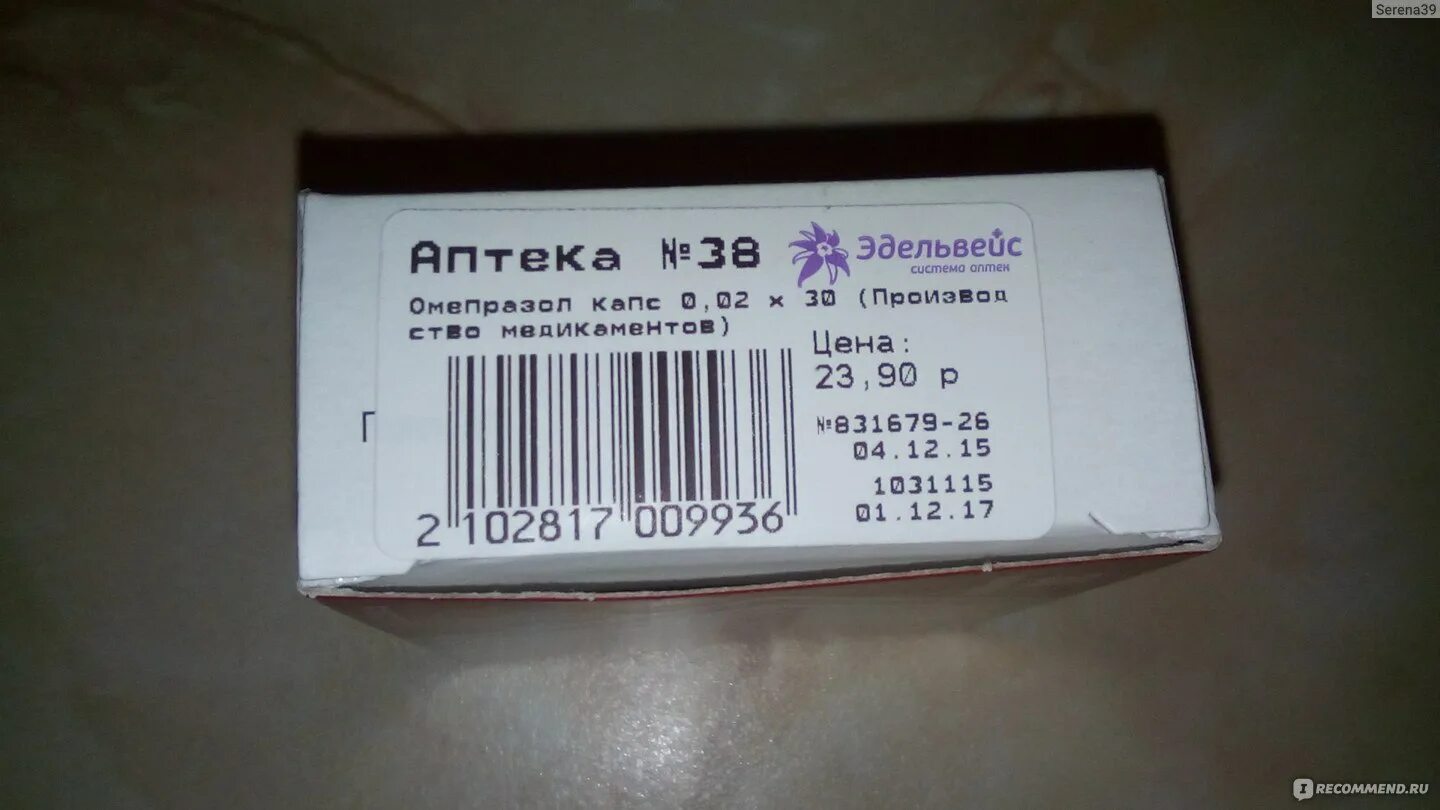 Serena39
Аптека №38
Эдельвейс
система аптек
Омепразол капс 0,02 x 30 (Производ
ство медикаментов)
Цена:
23,90 р
№831679-26
04.12.15
1031115
01.12.17
Г
2 102817 009936
IRECOMMEND.RU